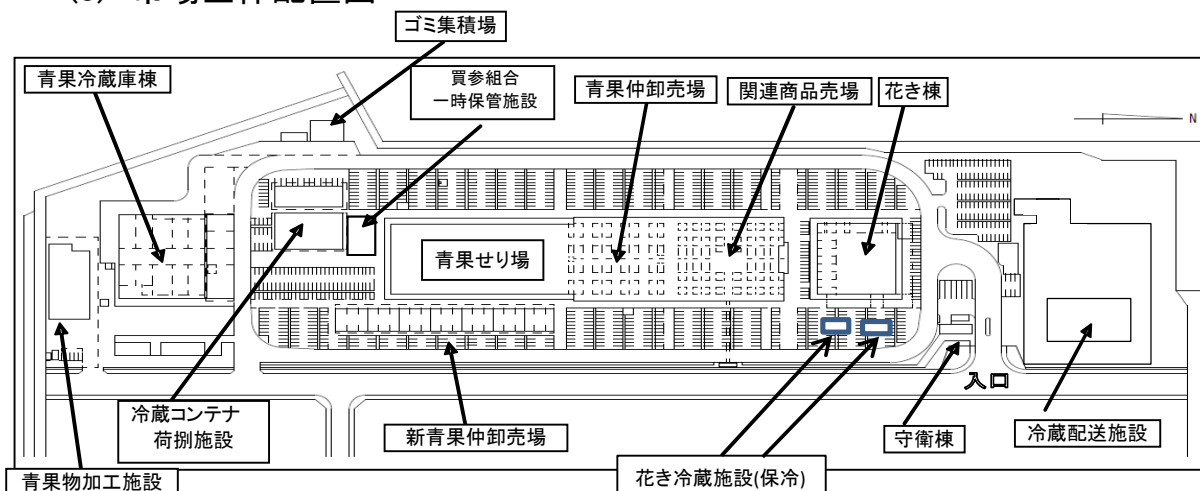 ゴミ集積場
青果冷蔵庫棟
買参組合
一時保管施設
青果仲卸売場
関連商品売場
花き棟
N
青果せり場
入口
冷蔵コンテナ
荷捌施設
新青果仲卸売場
守衛棟
冷蔵配送施設
青果物加工施設
花き冷蔵施設(保冷)